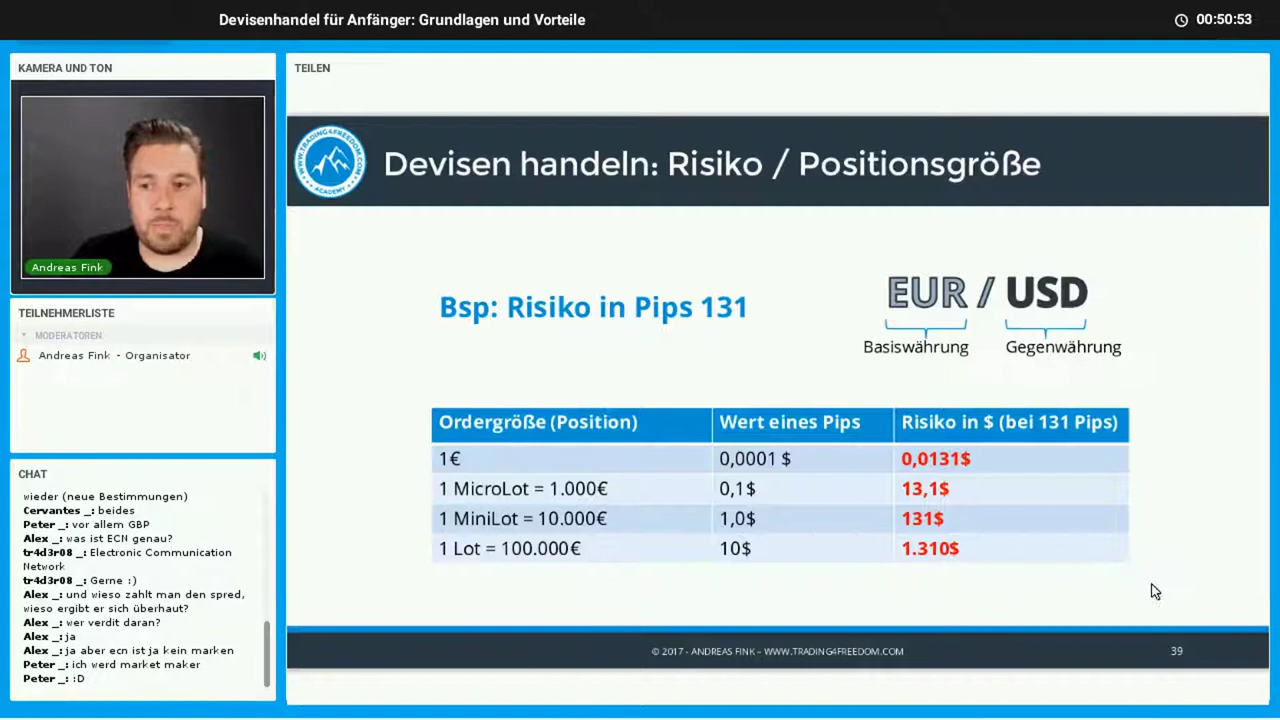 Devisenhandel für Anfänger: Grundlagen und Vorteile
00:50:53
KAMERA UND TON
Andreas Fink
TEILNEHMERLISTE
MODERATOREN
Andreas Fink - Organisator
CHAT
wieder (neue Bestimmungen)
Cervantes _: beides
Peter _: vor allem GBP
Alex _: was ist ECN genau?
tr4d3r08 _: Electronic Communication
Network
tr4d3r08 _: Gerne :)
Alex _: und wieso zahlt man den spred,
wieso ergibt er sich überhaut?
Alex _: wer verdit daran?
Alex _: ja
Alex _: ja aber ecn ist ja kein marken
Peter _: ich werd market maker
Peter _: :D
TEILEN
WWW.TRADING4FREEDOM.COM
ACADEMY
Devisen handeln: Risiko / Positionsgröße
Bsp: Risiko in Pips 131
EUR / USD
Basiswährung Gegenwährung
Ordergröße (Position) Wert eines Pips Risiko in $ (bei 131 Pips)
1€ 0,0001 $ 0,0131$
1 MicroLot = 1.000€ 0,1$ 13,1$
1 MiniLot = 10.000€ 1,0$ 131$
1 Lot = 100.000€ 10$ 1.310$
© 2017 - ANDREAS FINK – WWW.TRADING4FREEDOM.COM
39